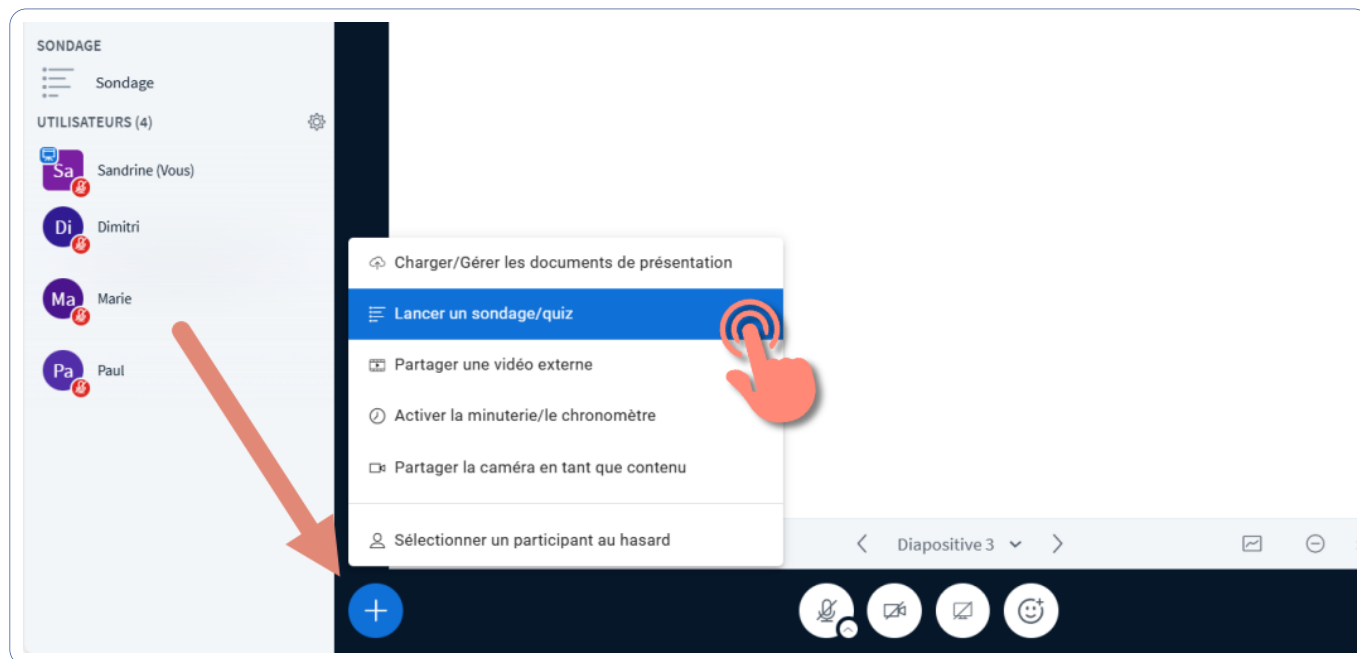 SONDAGE
Sondage
UTILISATEURS (4)
Sa
Sandrine (Vous)
Di
Dimitri
Ma
Marie
Pa
Paul
Charger/Gérer les documents de présentation
Lancer un sondage/quiz
Partager une vidéo externe
Activer la minuterie/le chronomètre
Partager la caméra en tant que contenu
Sélectionner un participant au hasard
Diapositive 3